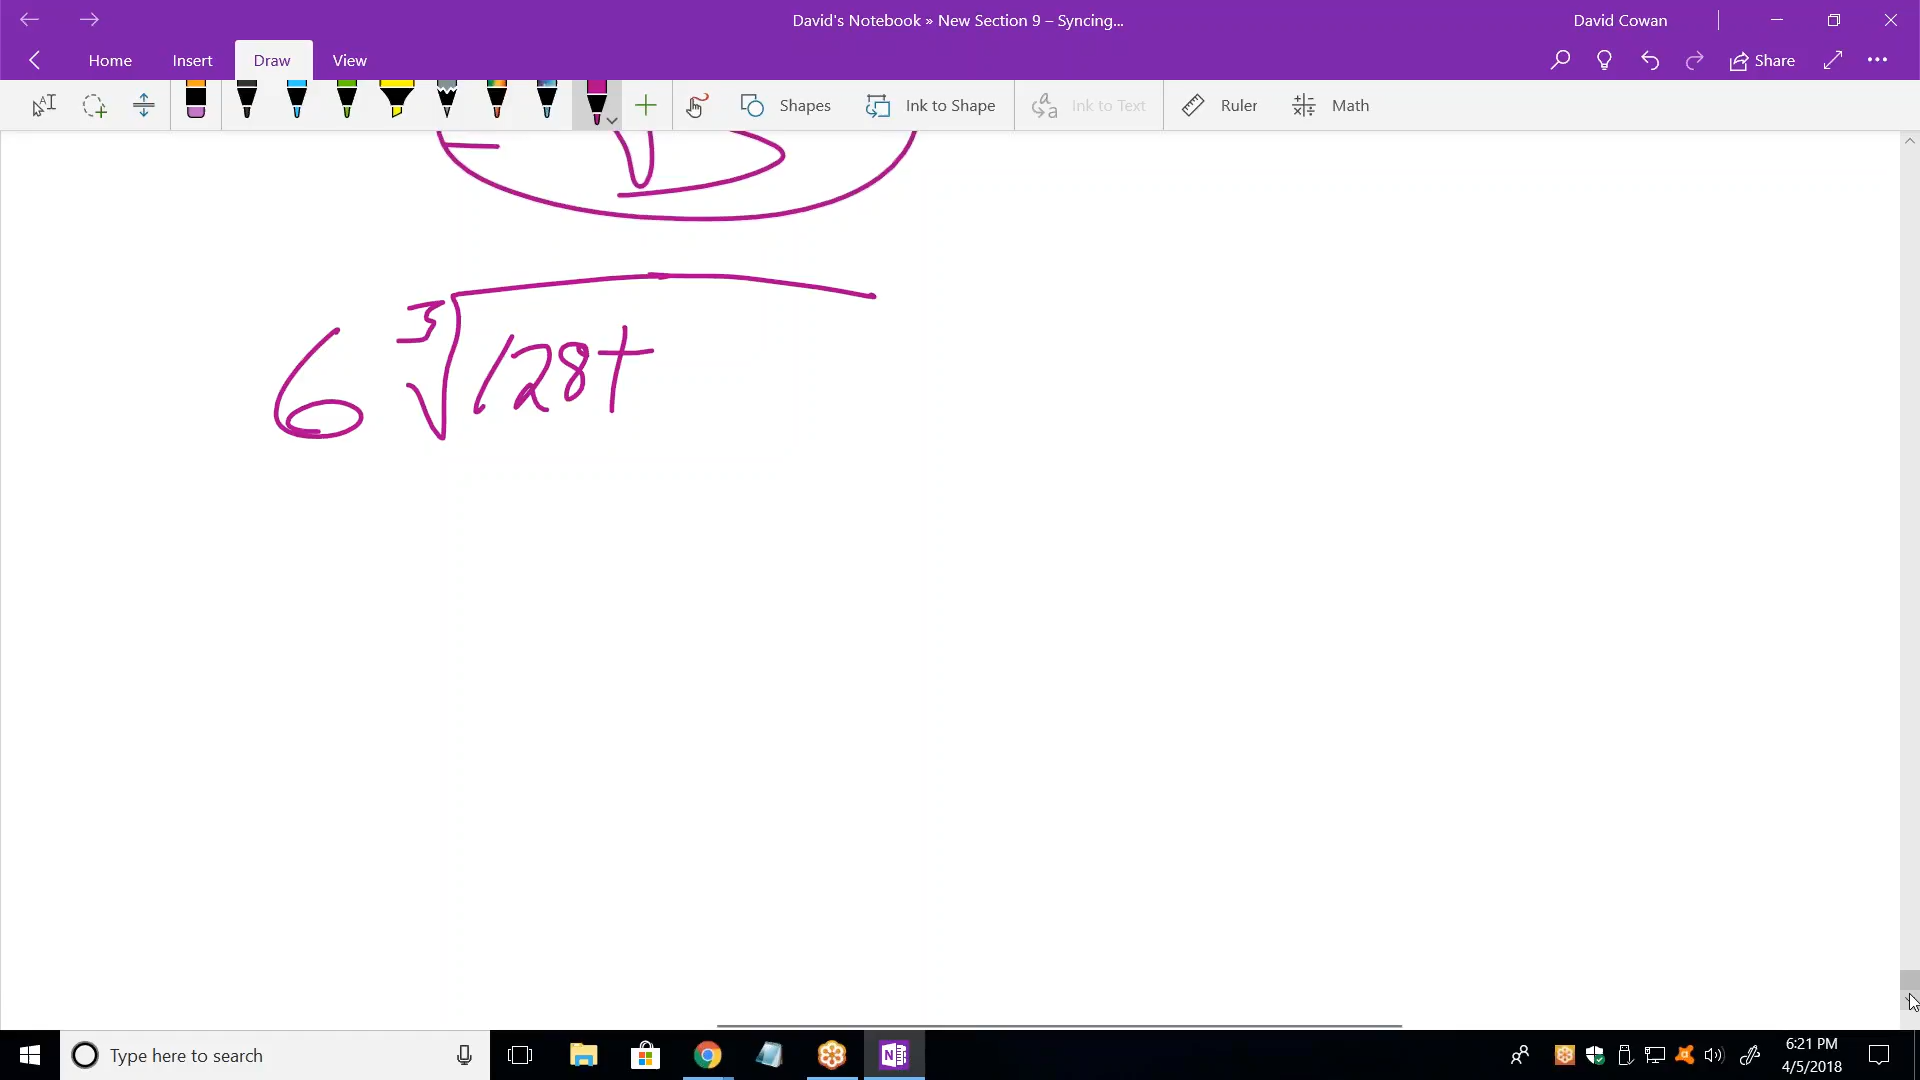 David's Notebook » New Section 9 – Syncing...
David Cowan
Home Insert Draw View
Share
Shapes
Ink to Shape
Ink to Text
Ruler
Math
6 ∛128t
Type here to search
6:21 PM
4/5/2018